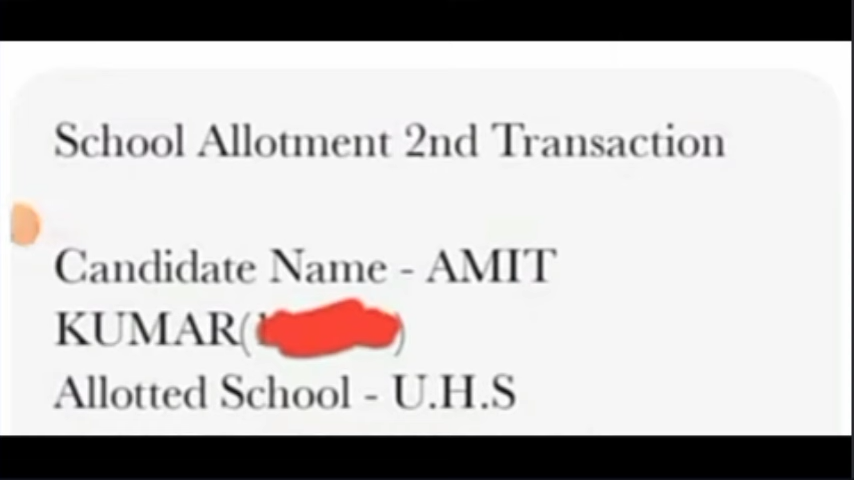 School Allotment 2nd Transaction
Candidate Name - AMIT
KUMAR( )
Allotted School - U.H.S